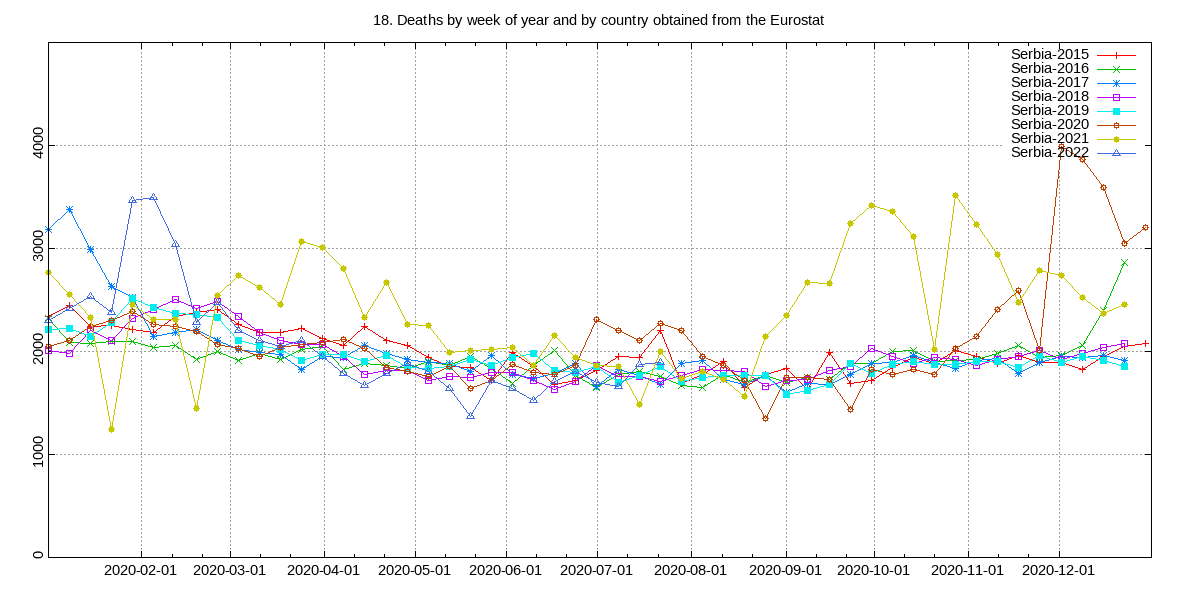 18. Deaths by week of year and by country obtained from the Eurostat
Serbia-2015
Serbia-2016
Serbia-2017
Serbia-2018
Serbia-2019
Serbia-2020
Serbia-2021
Serbia-2022
4000
3000
2000
1000
0
2020-02-01 2020-03-01 2020-04-01 2020-05-01 2020-06-01 2020-07-01 2020-08-01 2020-09-01 2020-10-01 2020-11-01 2020-12-01